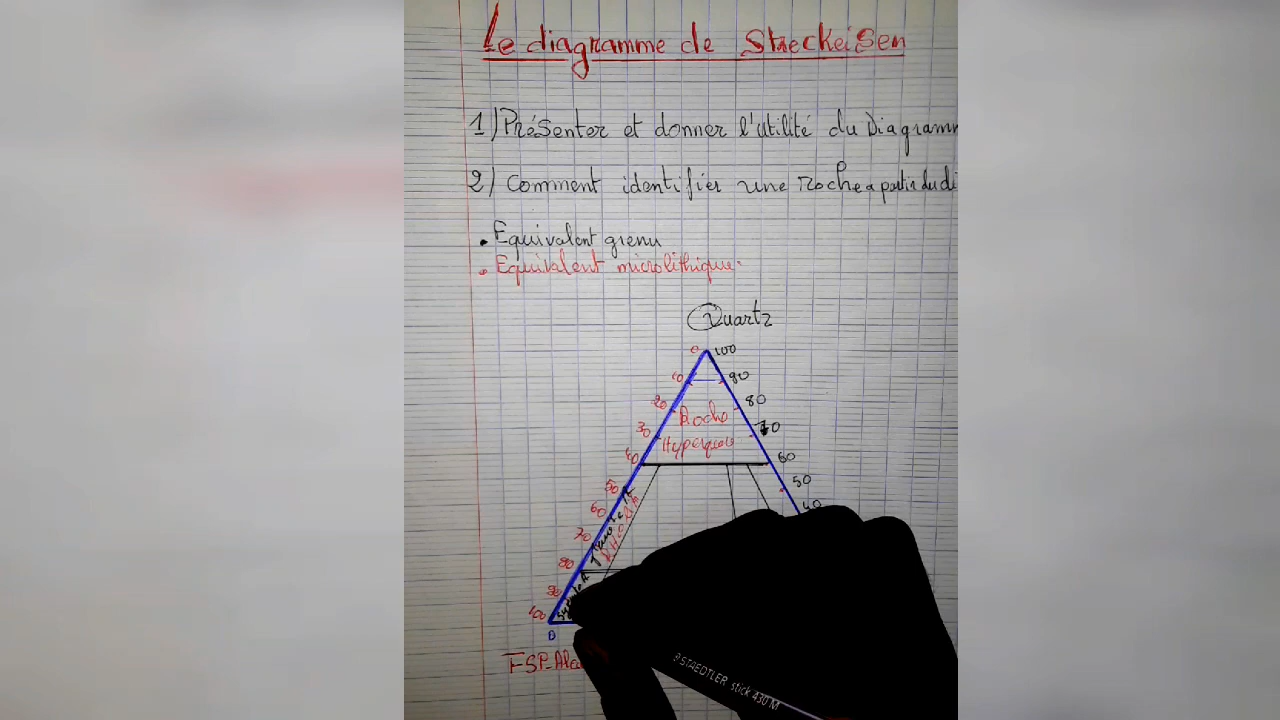 Le diagramme de Streckeisen
1) Présenter et donner l'utilité du Diagramm
2) Comment identifier une Roche a partir du di
• Equivalent grenu
• Equivalent microlithique.
Quartz
0 100
10 90
20 80
Roche
30 70
40 60
50 50
60 40
70
80
90
100
0
FSP-Alca
STAEDTLER stick 430 M